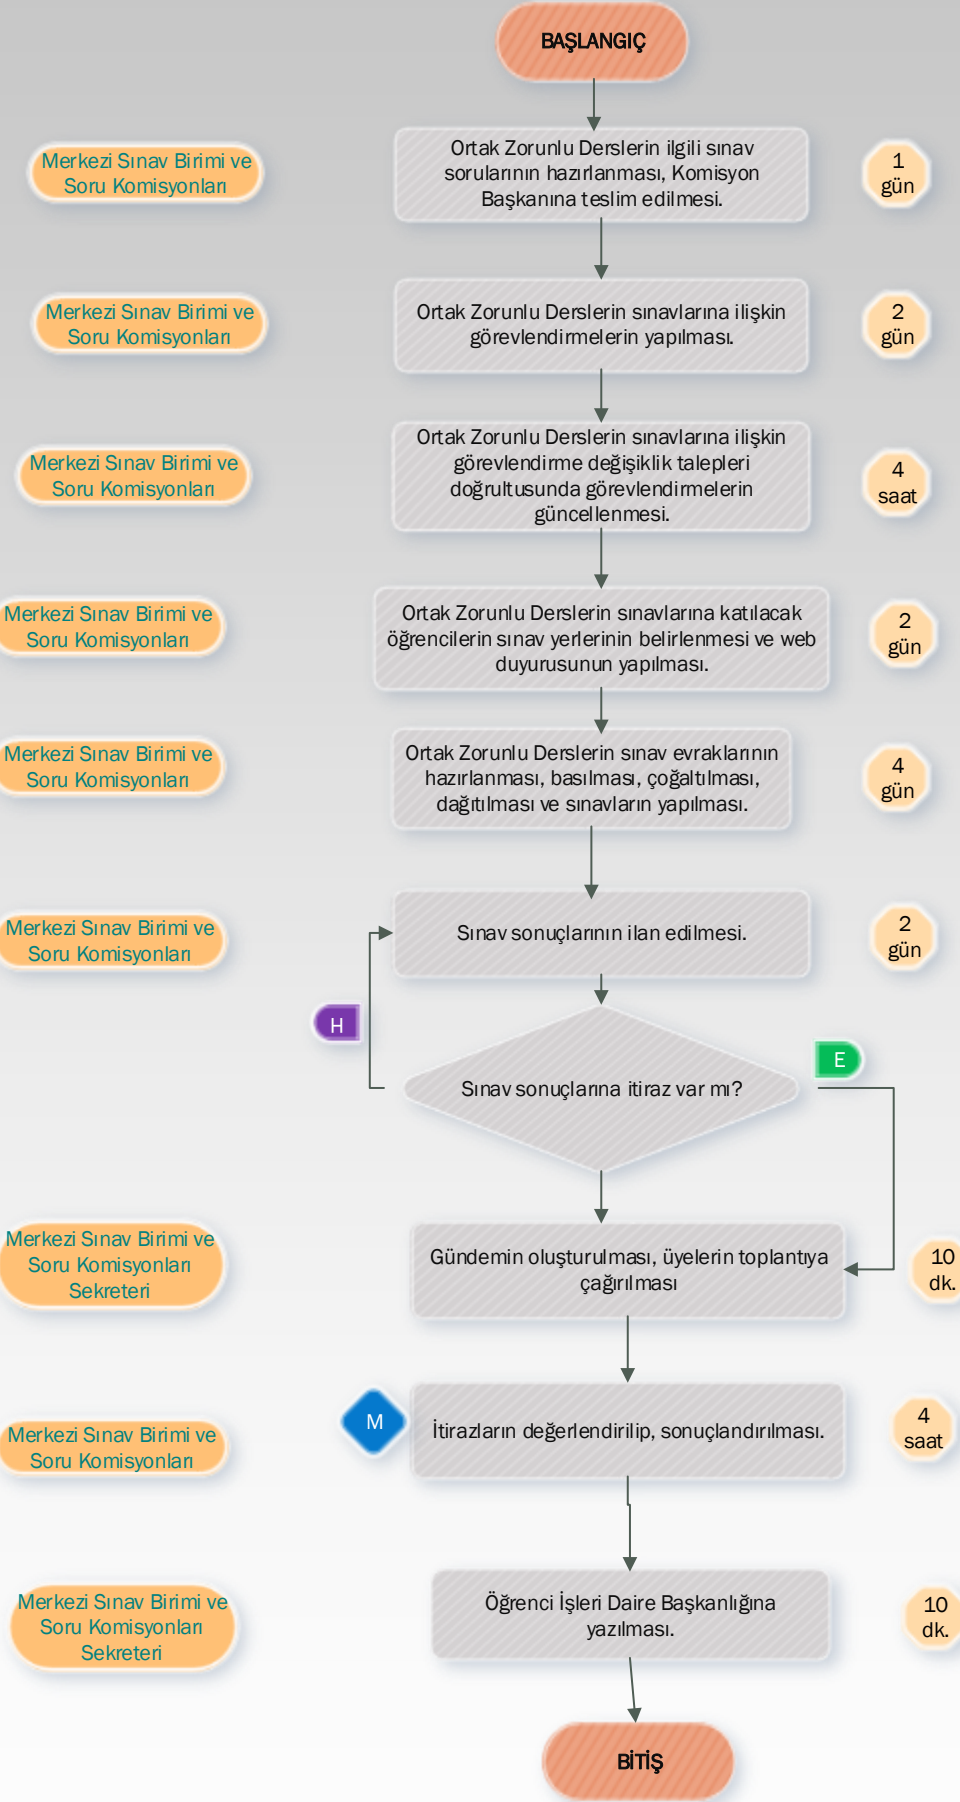 BAŞLANGIÇ
Merkezi Sınav Birimi ve
Soru Komisyonları
Ortak Zorunlu Derslerin ilgili sınav
sorularının hazırlanması, Komisyon
Başkanına teslim edilmesi.
1
gün
Merkezi Sınav Birimi ve
Soru Komisyonları
Ortak Zorunlu Derslerin sınavlarına ilişkin
görevlendirmelerin yapılması.
2
gün
Merkezi Sınav Birimi ve
Soru Komisyonları
Ortak Zorunlu Derslerin sınavlarına ilişkin
görevlendirme değişiklik talepleri
doğrultusunda görevlendirmelerin
güncellenmesi.
4
saat
Merkezi Sınav Birimi ve
Soru Komisyonları
Ortak Zorunlu Derslerin sınavlarına katılacak
öğrencilerin sınav yerlerinin belirlenmesi ve web
duyurusunun yapılması.
2
gün
Merkezi Sınav Birimi ve
Soru Komisyonları
Ortak Zorunlu Derslerin sınav evraklarının
hazırlanması, basılması, çoğaltılması,
dağıtılması ve sınavların yapılması.
4
gün
Merkezi Sınav Birimi ve
Soru Komisyonları
Sınav sonuçlarının ilan edilmesi.
2
gün
H
Sınav sonuçlarına itiraz var mı?
E
Merkezi Sınav Birimi ve
Soru Komisyonları
Sekreteri
Gündemin oluşturulması, üyelerin toplantıya
çağırılması
10
dk.
Merkezi Sınav Birimi ve
Soru Komisyonları
M
İtirazların değerlendirilip, sonuçlandırılması.
4
saat
Merkezi Sınav Birimi ve
Soru Komisyonları
Sekreteri
Öğrenci İşleri Daire Başkanlığına
yazılması.
10
dk.
BİTİŞ